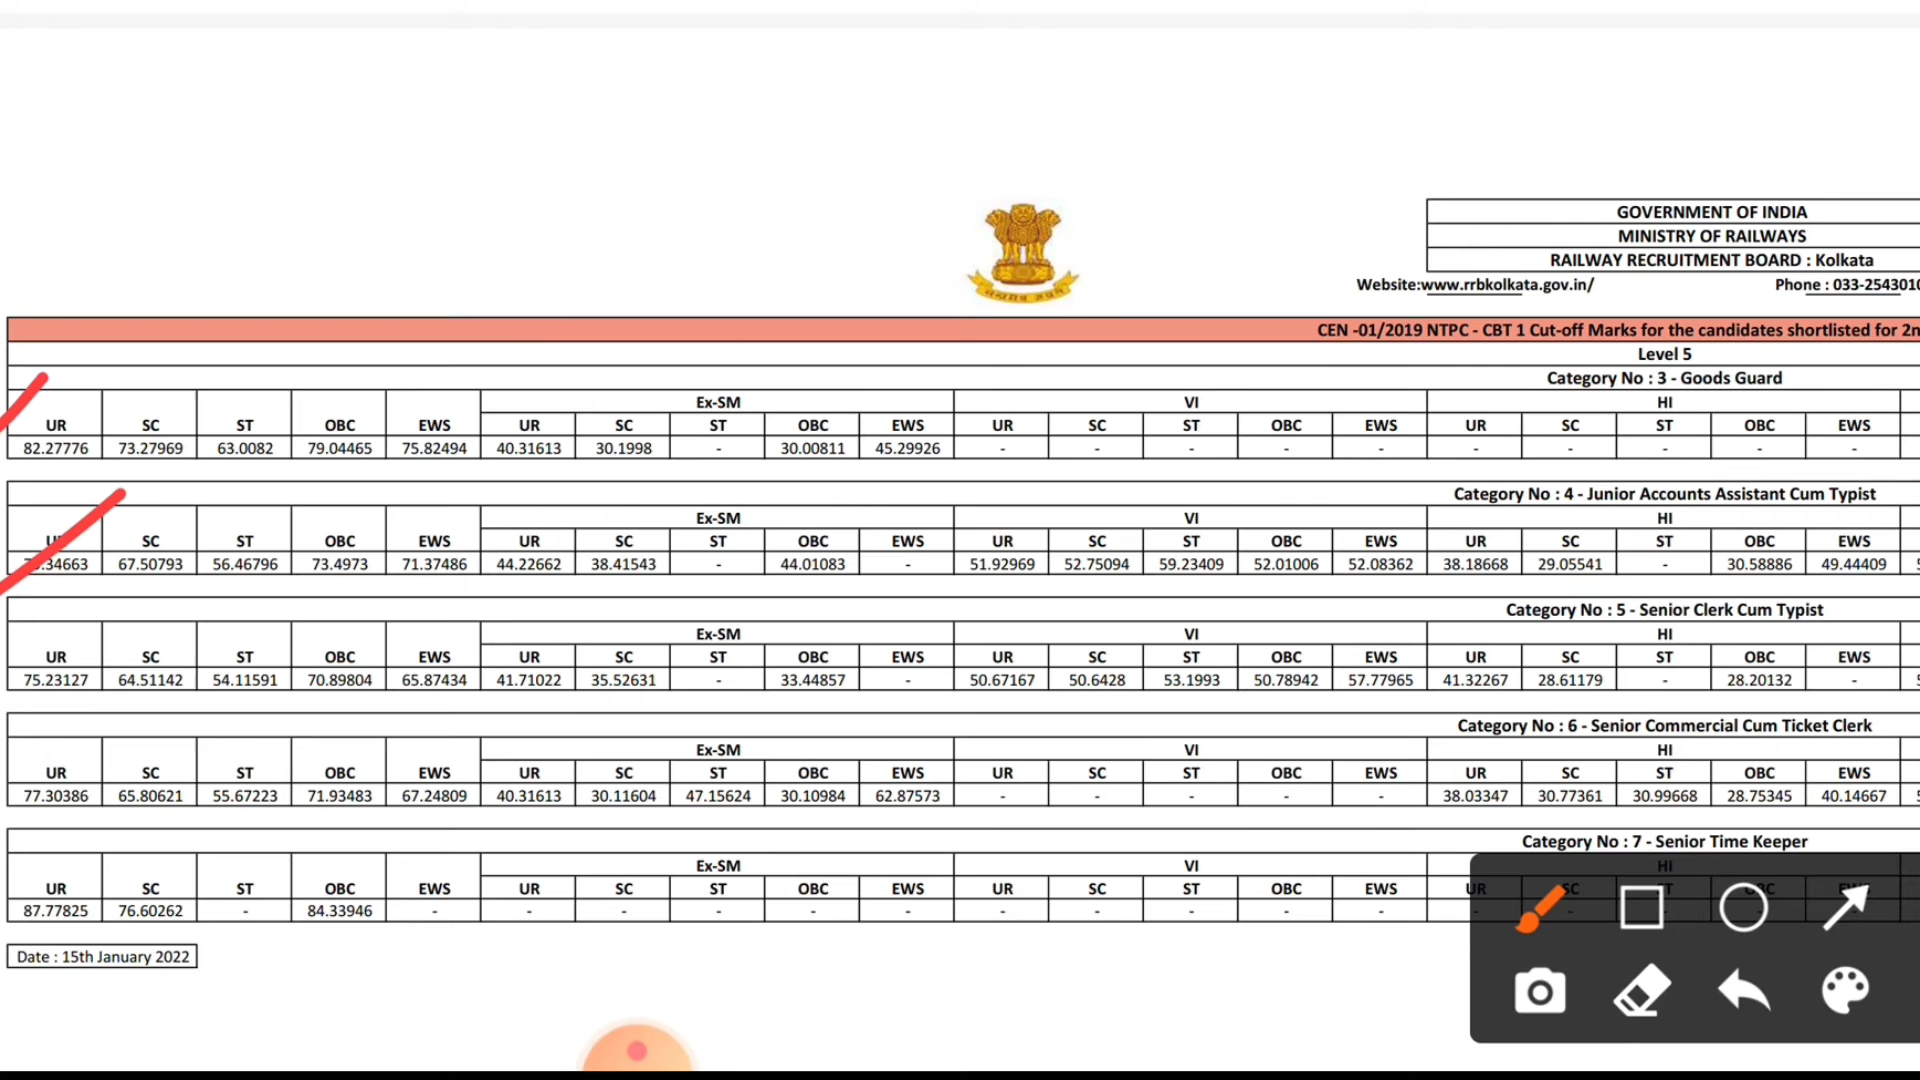 GOVERNMENT OF INDIA
MINISTRY OF RAILWAYS
RAILWAY RECRUITMENT BOARD : Kolkata
Website:www.rrbkolkata.gov.in/ Phone : 033-2543010
CEN -01/2019 NTPC - CBT 1 Cut-off Marks for the candidates shortlisted for 2n
Level 5
Category No : 3 - Goods Guard
Ex-SM VI HI
UR SC ST OBC EWS UR SC ST OBC EWS UR SC ST OBC EWS UR SC ST OBC EWS
82.27776 73.27969 63.0082 79.04465 75.82494 40.31613 30.1998 - 30.00811 45.29926 - - - - - - - - - -
Category No : 4 - Junior Accounts Assistant Cum Typist
Ex-SM VI HI
SC ST OBC EWS UR SC ST OBC EWS UR SC ST OBC EWS UR SC ST OBC EWS
.34663 67.50793 56.46796 73.4973 71.37486 44.22662 38.41543 - 44.01083 - 51.92969 52.75094 59.23409 52.01006 52.08362 38.18668 29.05541 - 30.58886 49.44409
Category No : 5 - Senior Clerk Cum Typist
Ex-SM VI HI
UR SC ST OBC EWS UR SC ST OBC EWS UR SC ST OBC EWS UR SC ST OBC EWS
75.23127 64.51142 54.11591 70.89804 65.87434 41.71022 35.52631 - 33.44857 - 50.67167 50.6428 53.1993 50.78942 57.77965 41.32267 28.61179 - 28.20132 -
Category No : 6 - Senior Commercial Cum Ticket Clerk
Ex-SM VI HI
UR SC ST OBC EWS UR SC ST OBC EWS UR SC ST OBC EWS UR SC ST OBC EWS
77.30386 65.80621 55.67223 71.93483 67.24809 40.31613 30.11604 47.15624 30.10984 62.87573 - - - - - 38.03347 30.77361 30.99668 28.75345 40.14667
Category No : 7 - Senior Time Keeper
Ex-SM VI HI
UR SC ST OBC EWS UR SC ST OBC EWS UR SC ST OBC EWS UR SC
87.77825 76.60262 - 84.33946 - - - - - - - - - - - - -
Date : 15th January 2022